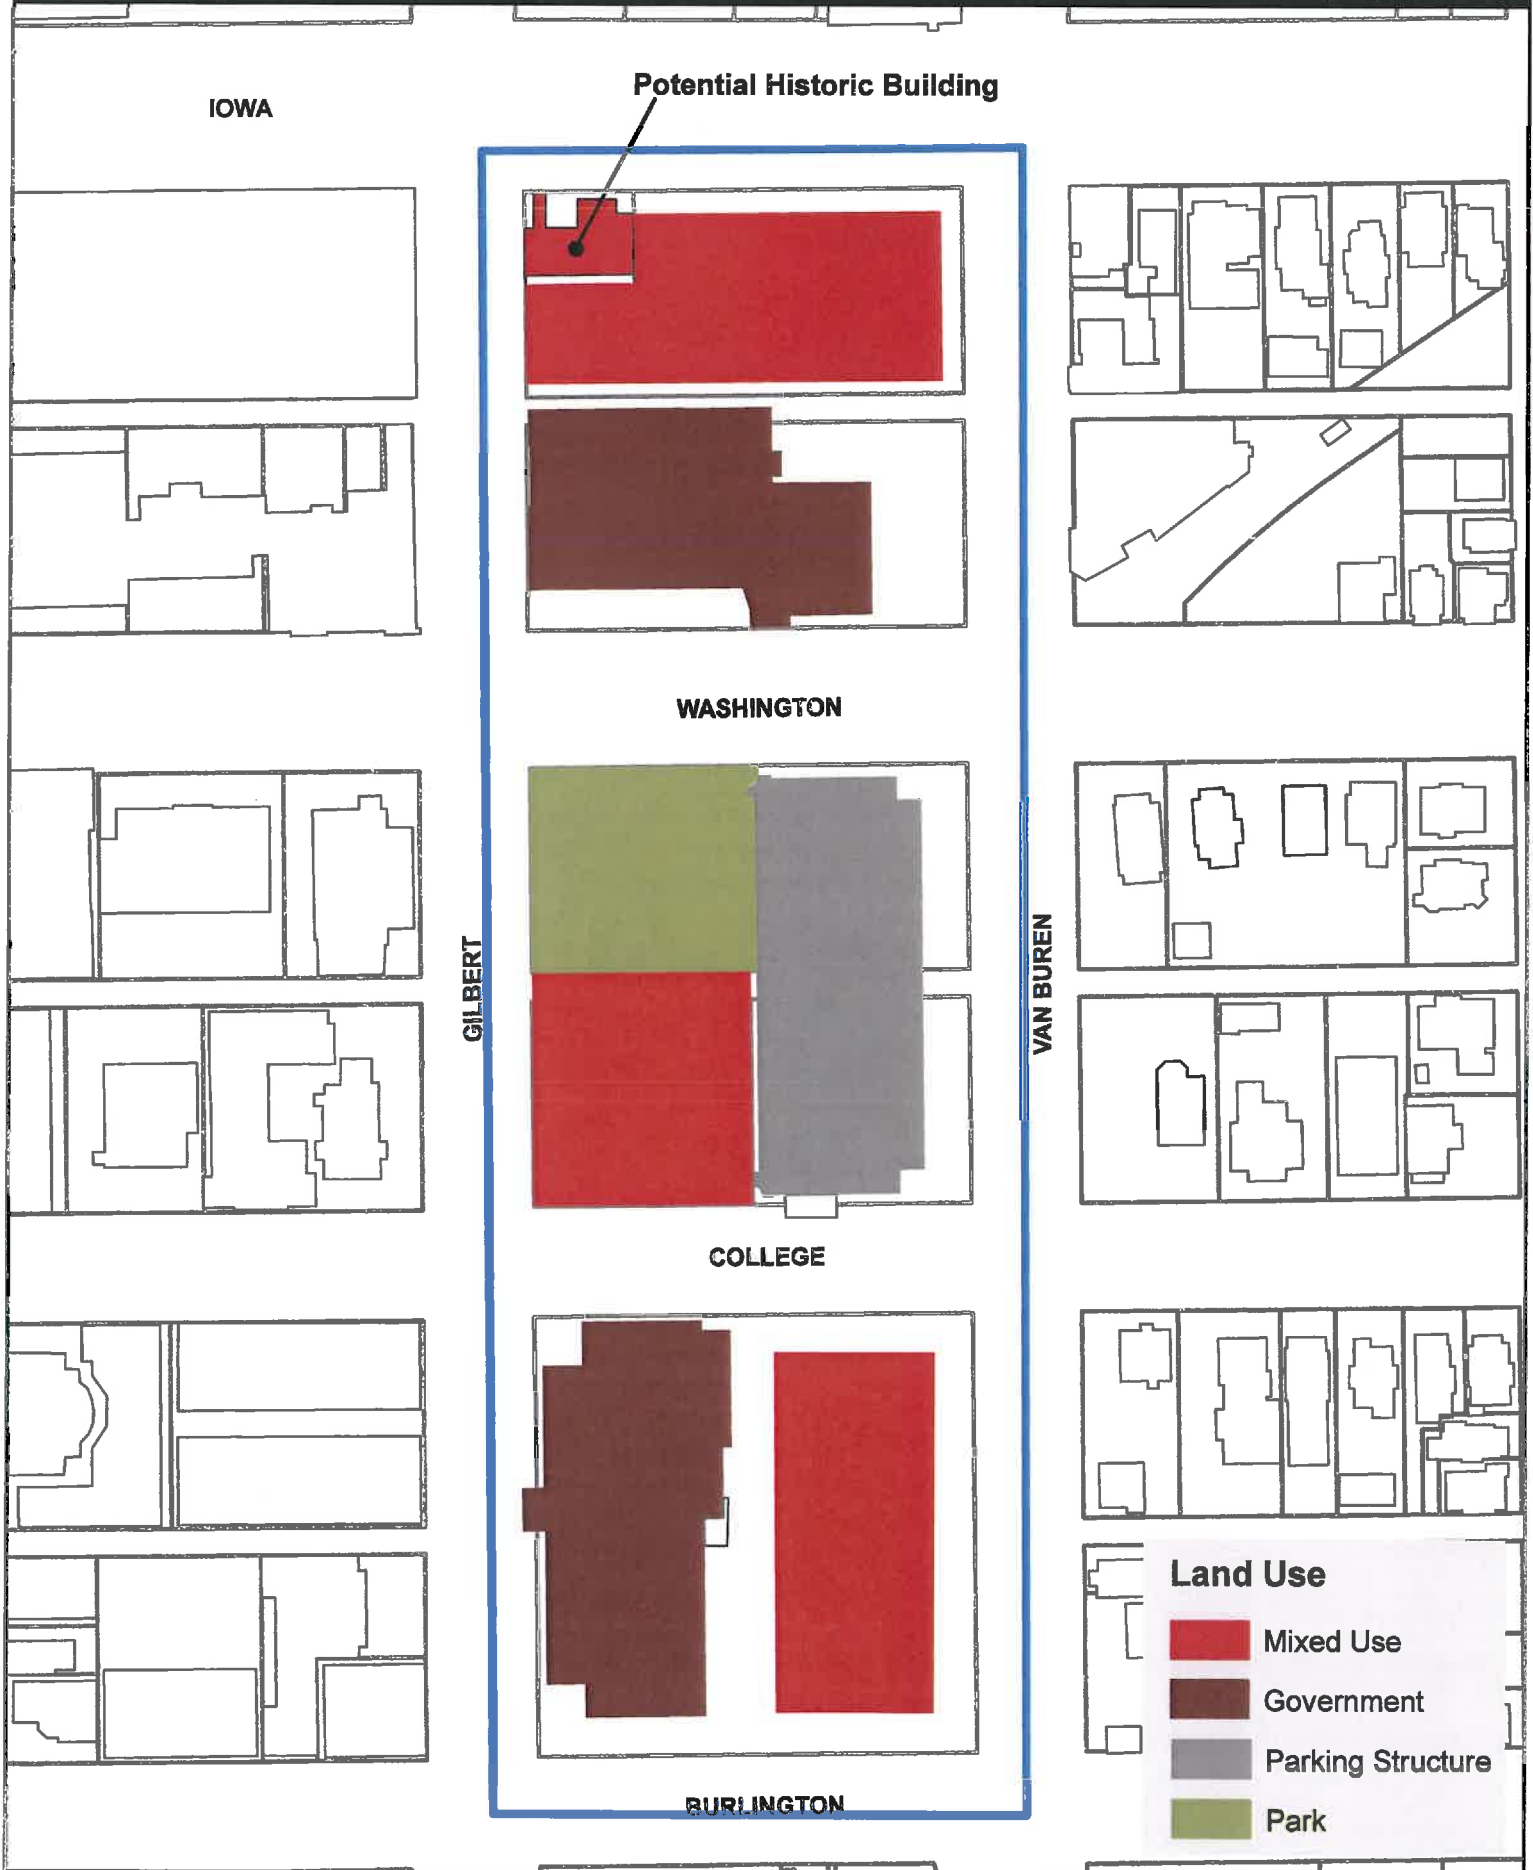 Potential Historic Building
IOWA
WASHINGTON
GILBERT
VAN BUREN
COLLEGE
Land Use
Mixed Use
Government
Parking Structure
Park
BURLINGTON